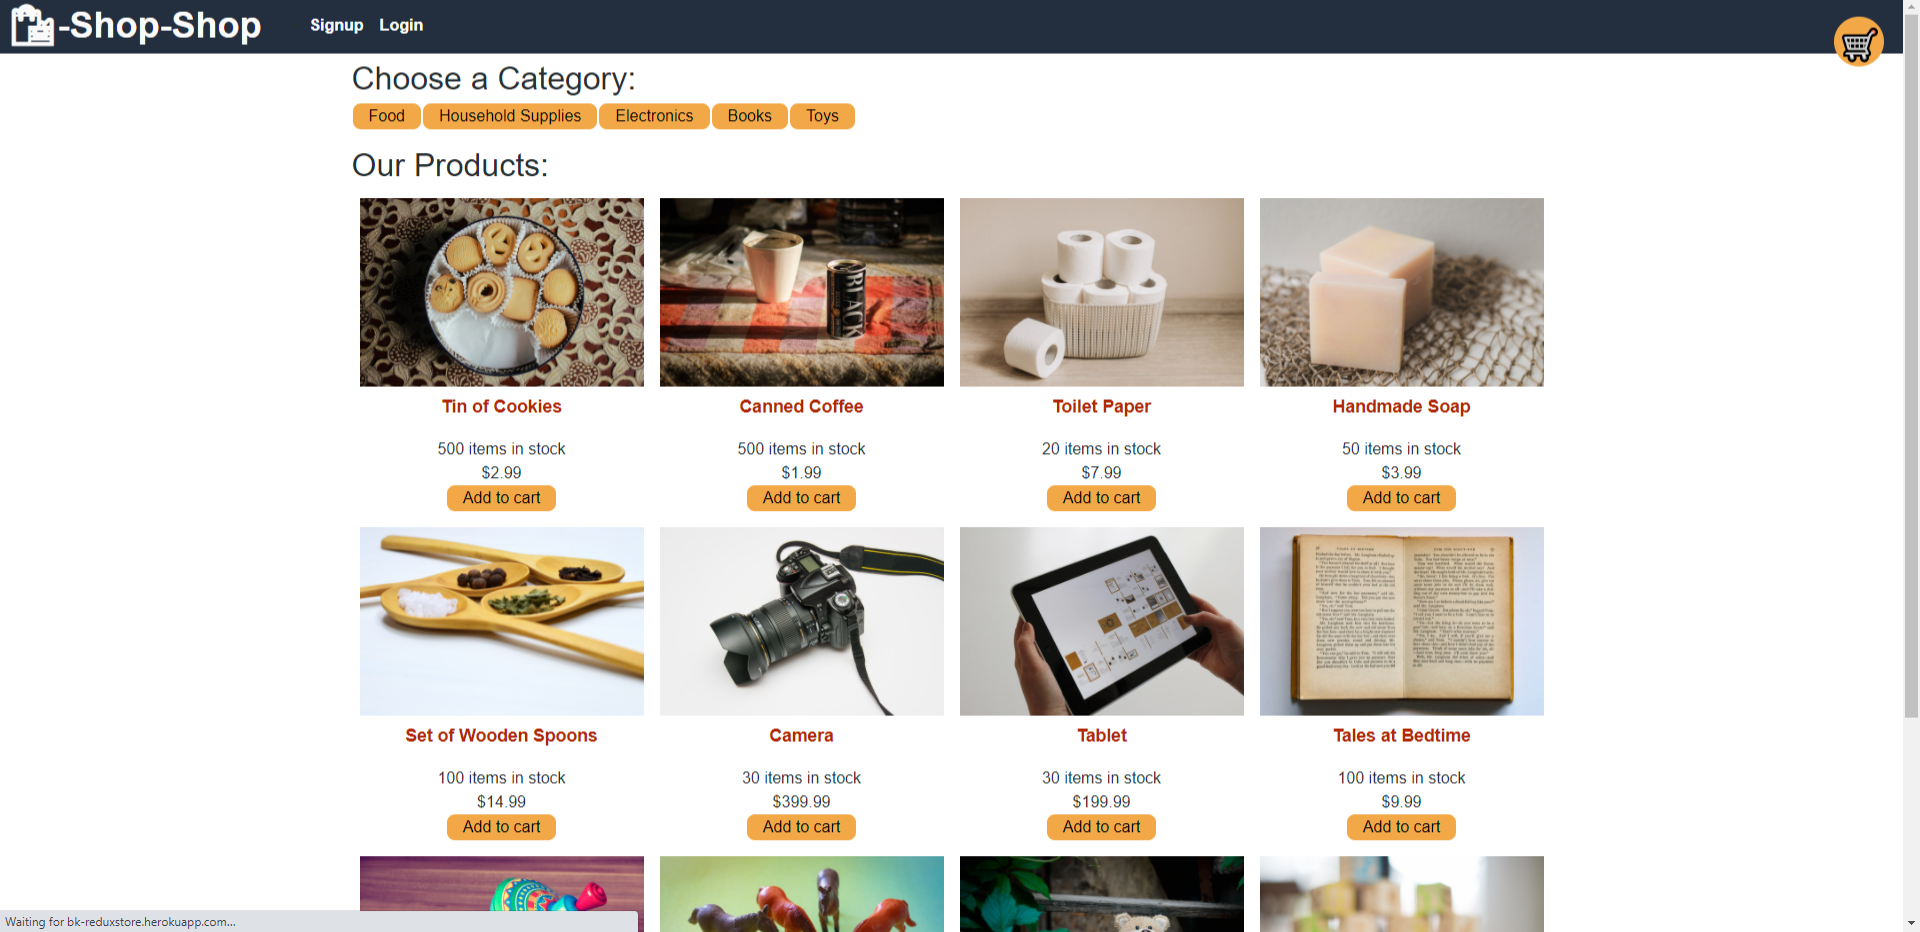 -Shop-Shop
Signup Login
Choose a Category:
Food Household Supplies Electronics Books Toys
Our Products:
BLACK
Tin of Cookies Canned Coffee Toilet Paper Handmade Soap
500 items in stock 500 items in stock 20 items in stock 50 items in stock
$2.99 $1.99 $7.99 $3.99
Add to cart Add to cart Add to cart Add to cart
Set of Wooden Spoons Camera Tablet Tales at Bedtime
100 items in stock 30 items in stock 30 items in stock 100 items in stock
$14.99 $399.99 $199.99 $9.99
Add to cart Add to cart Add to cart Add to cart
Waiting for bk-reduxstore.herokuapp.com...